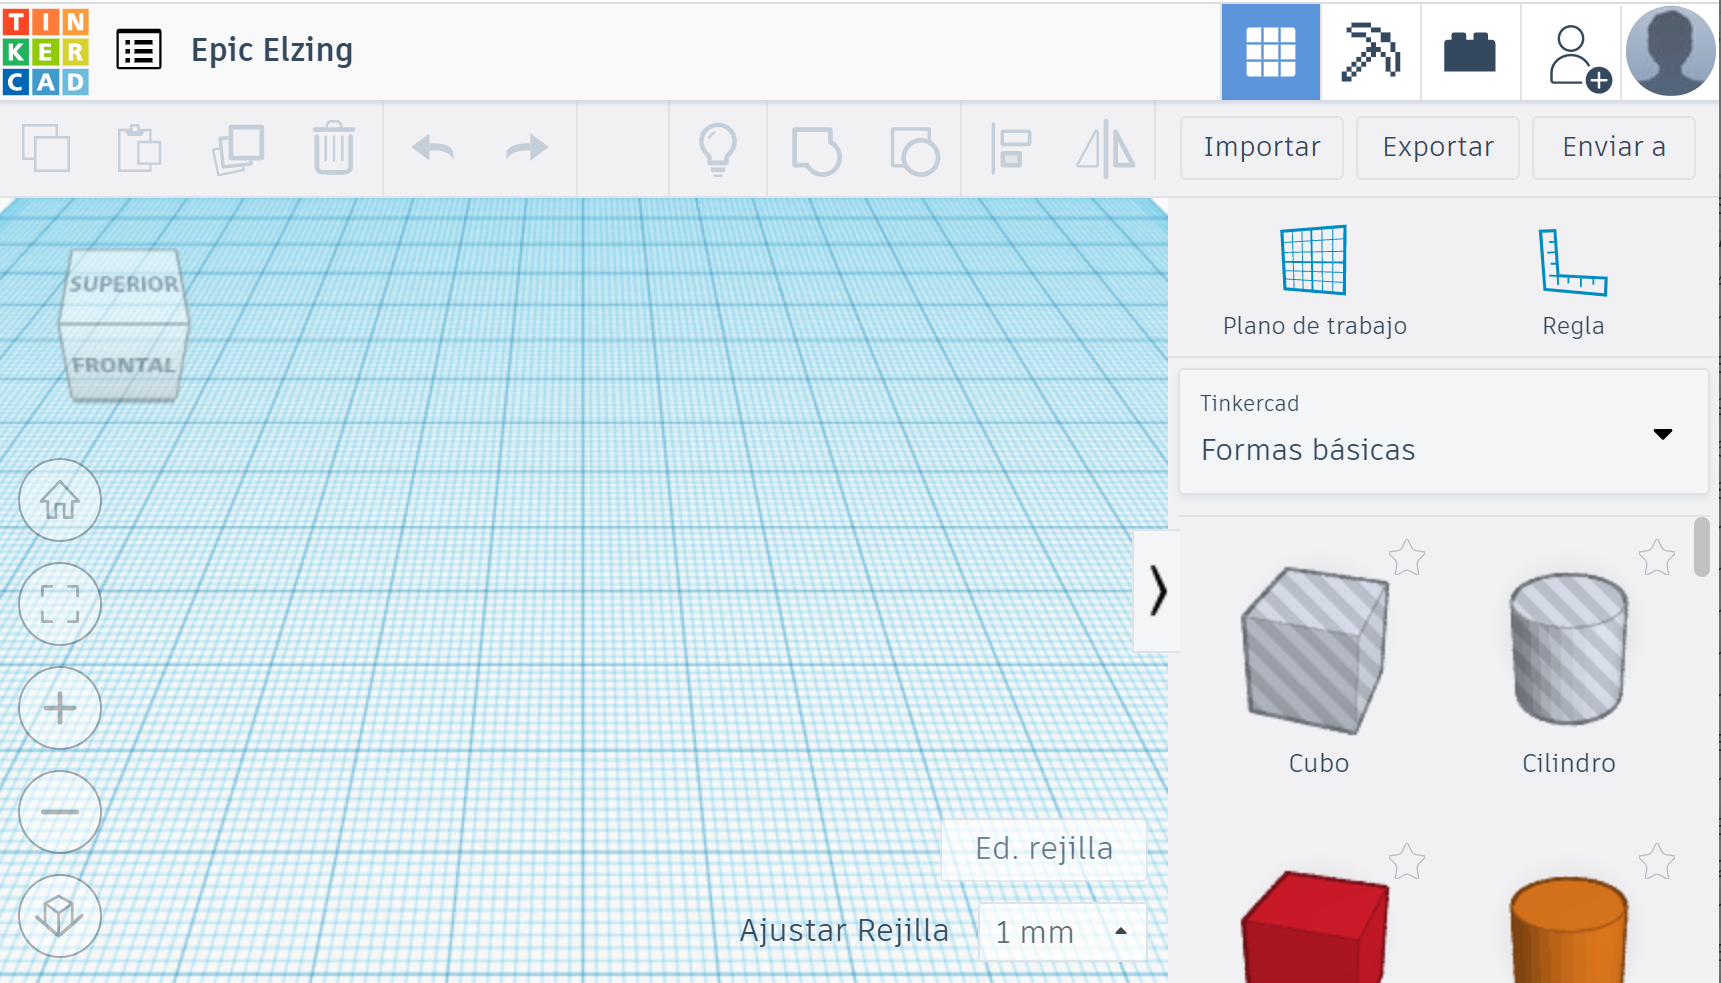 TIN
KER
CAD
Epic Elzing
Importar
Exportar
Enviar a
SUPERIOR
FRONTAL
Plano de trabajo
Regla
Tinkercad
Formas básicas
Cubo
Cilindro
Ed. rejilla
Ajustar Rejilla
1 mm